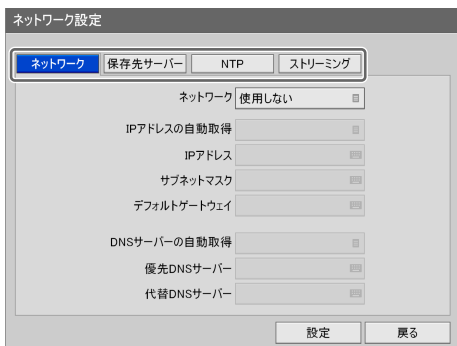 ネットワーク設定
ネットワーク 保存先サーバー NTP ストリーミング
ネットワーク 使用しない
IPアドレスの自動取得
IPアドレス
サブネットマスク
デフォルトゲートウェイ
DNSサーバーの自動取得
優先DNSサーバー
代替DNSサーバー
設定 戻る